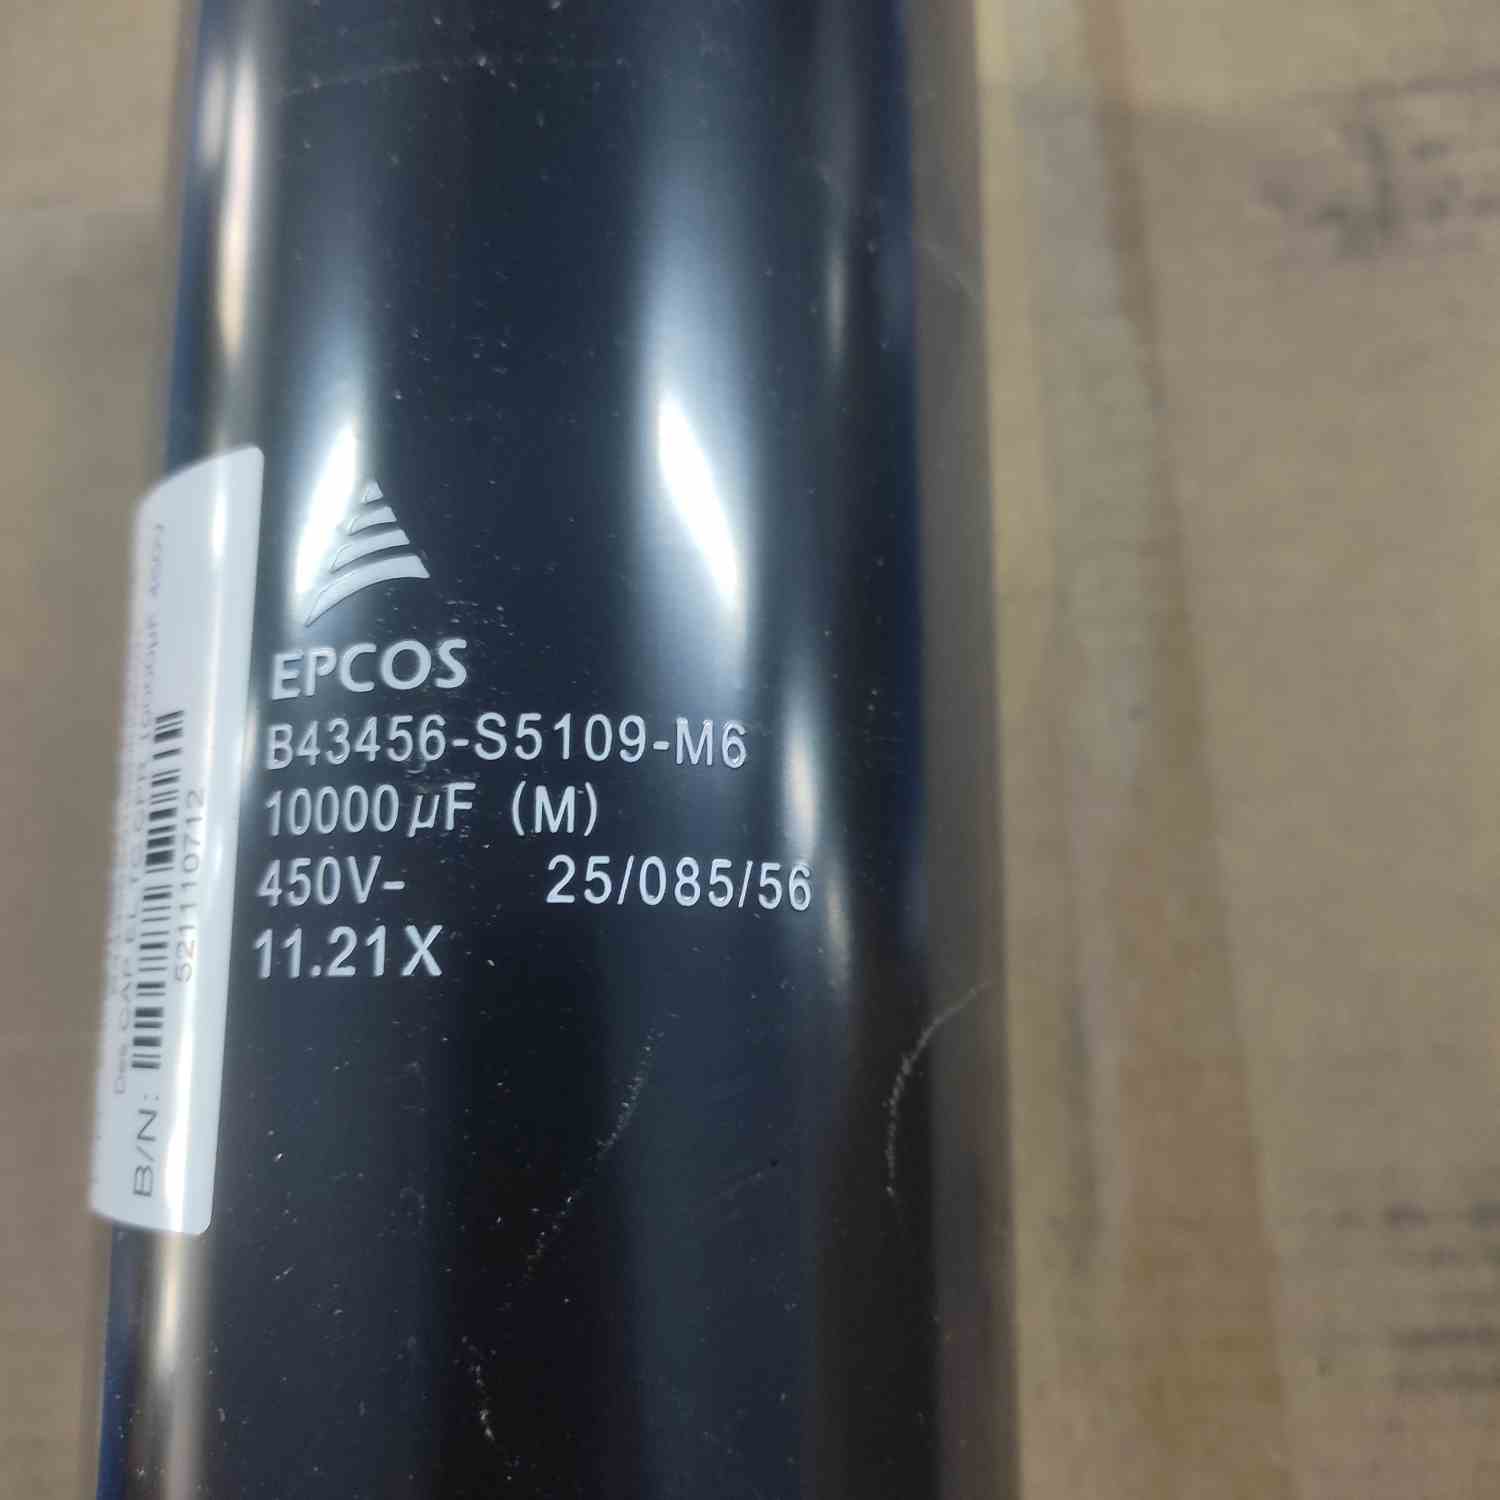 EPCOS
B43456-S5109-M6
10000µF (M)
450V- 25/085/56
11.21X
B/N:
521110712